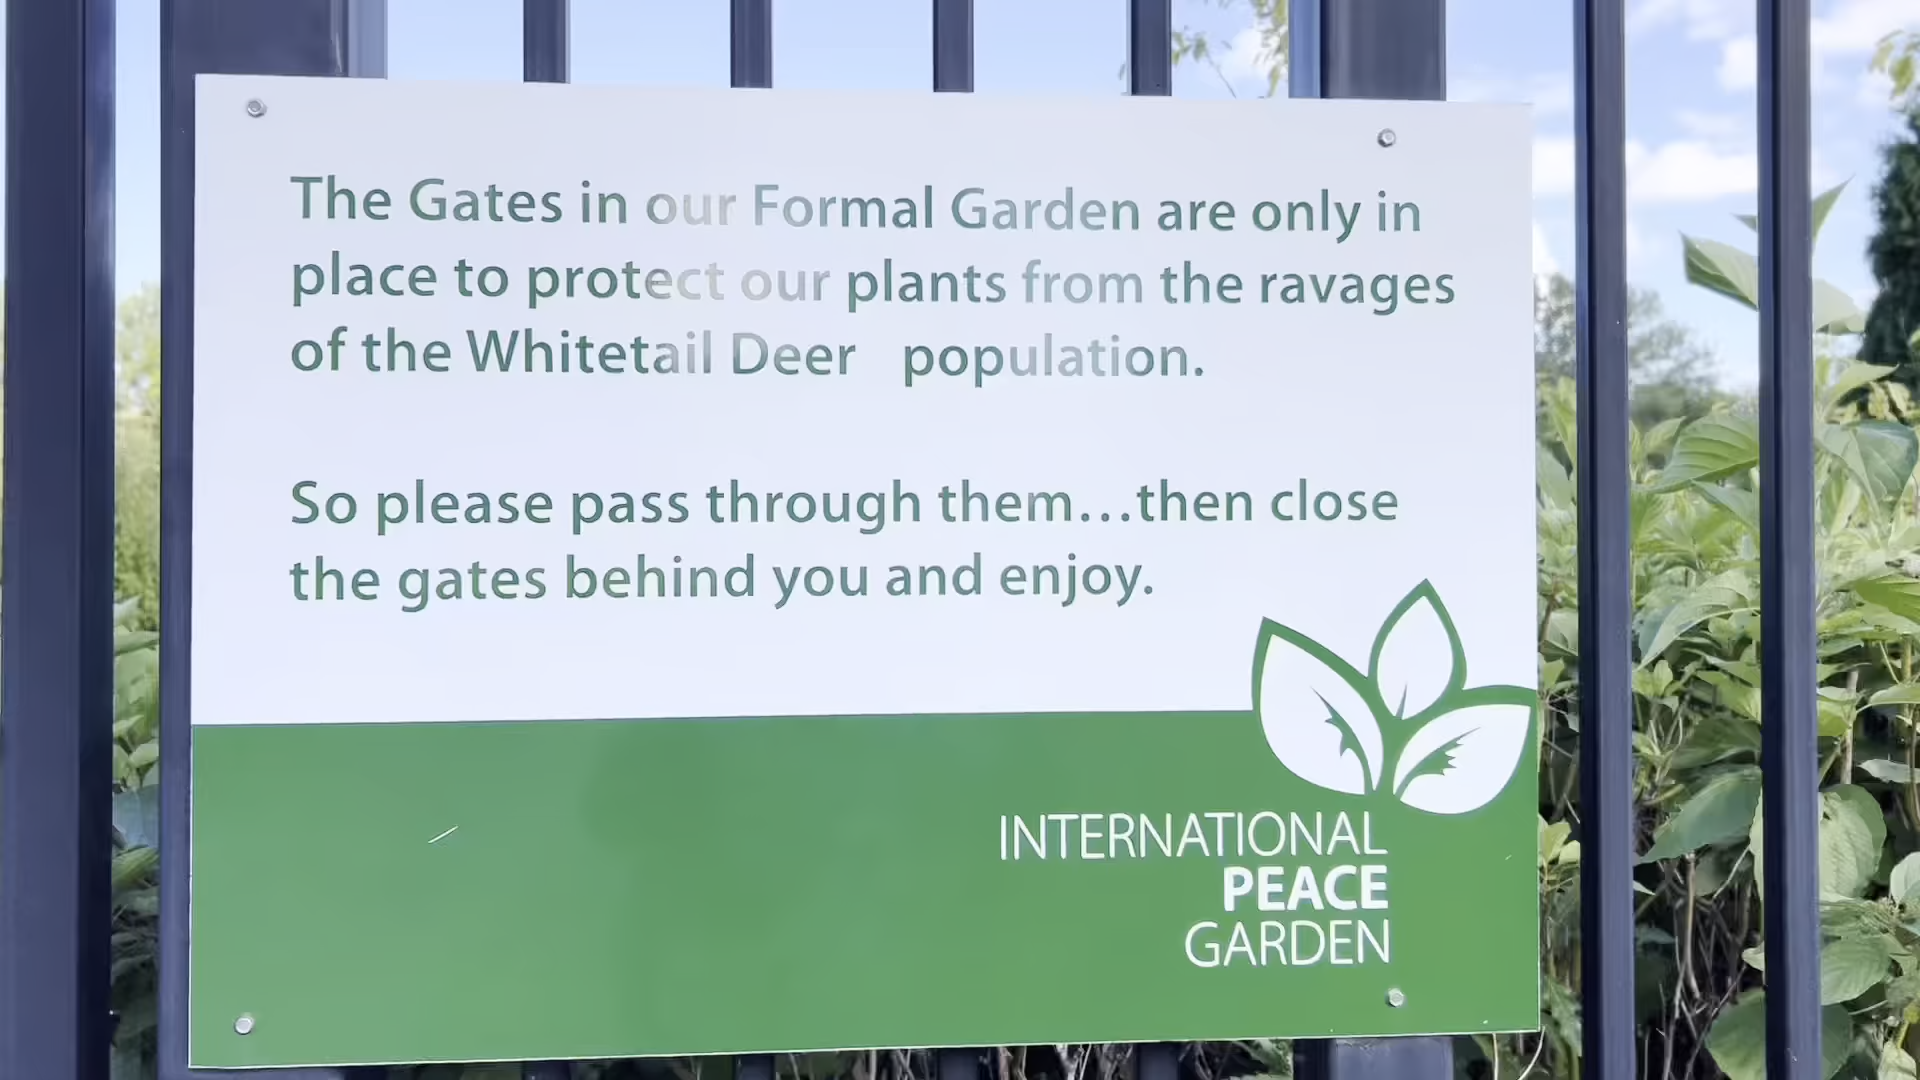 The Gates in our Formal Garden are only in
place to protect our plants from the ravages
of the Whitetail Deer population.
So please pass through them...then close
the gates behind you and enjoy.
INTERNATIONAL
PEACE
GARDEN